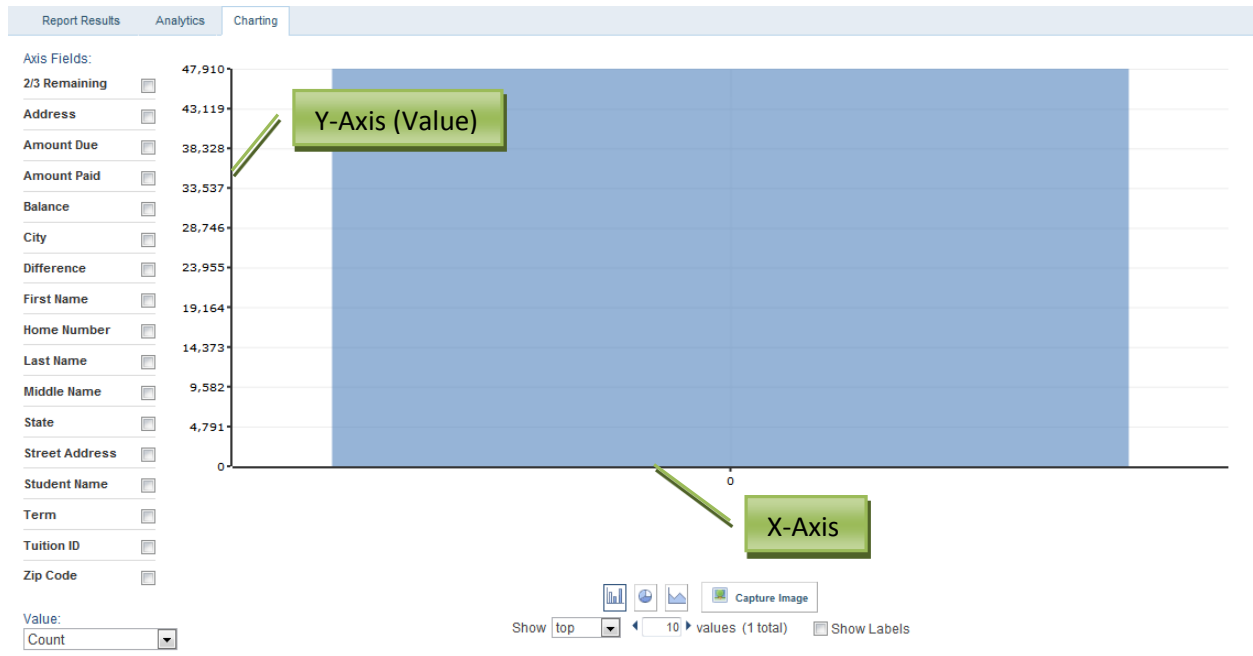 Report Results Analytics Charting
Axis Fields:
2/3 Remaining
Address
Amount Due
Amount Paid
Balance
City
Difference
First Name
Home Number
Last Name
Middle Name
State
Street Address
Student Name
Term
Tuition ID
Zip Code
Value:
Count
47,910
43,119
38,328
33,537
28,746
23,955
19,164
14,373
9,582
4,791
0
Y-Axis (Value)
0
X-Axis
Capture Image
Show top 10 values (1 total) Show Labels